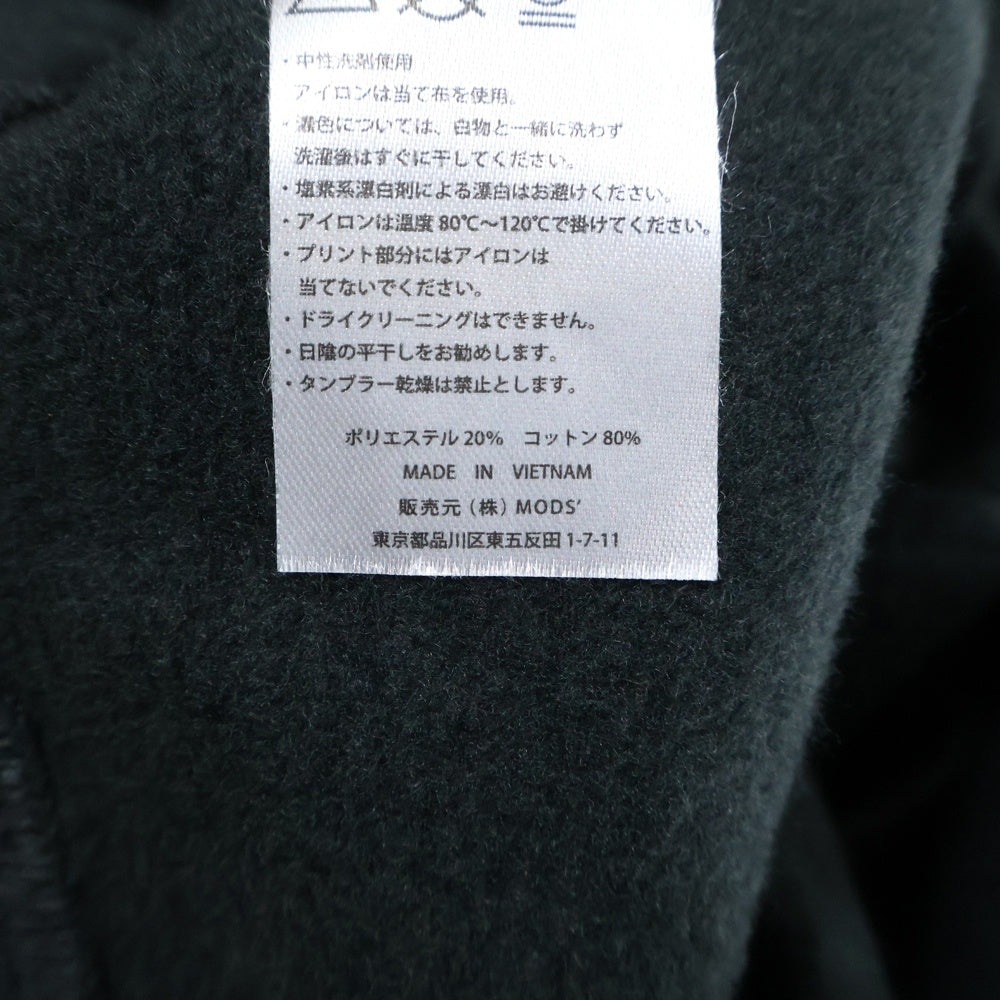 ・中性洗剤使用
アイロンは当て布を使用。
・濃色については、白物と一緒に洗わず
洗濯後はすぐに干してください。
・塩素系漂白剤による漂白はお避けください。
・アイロンは溫度 80℃～120℃で掛けてください。
・プリント部分にはアイロンは
当てないでください。
・ドライクリーニングはできません。
・日陰の平干しをお勧めします。
・タンブラー乾燥は禁止とします。
ポリエステル 20%　コットン 80%
MADE IN VIETNAM
販売元（株）MODS’
東京都品川区東五反田 1-7-11